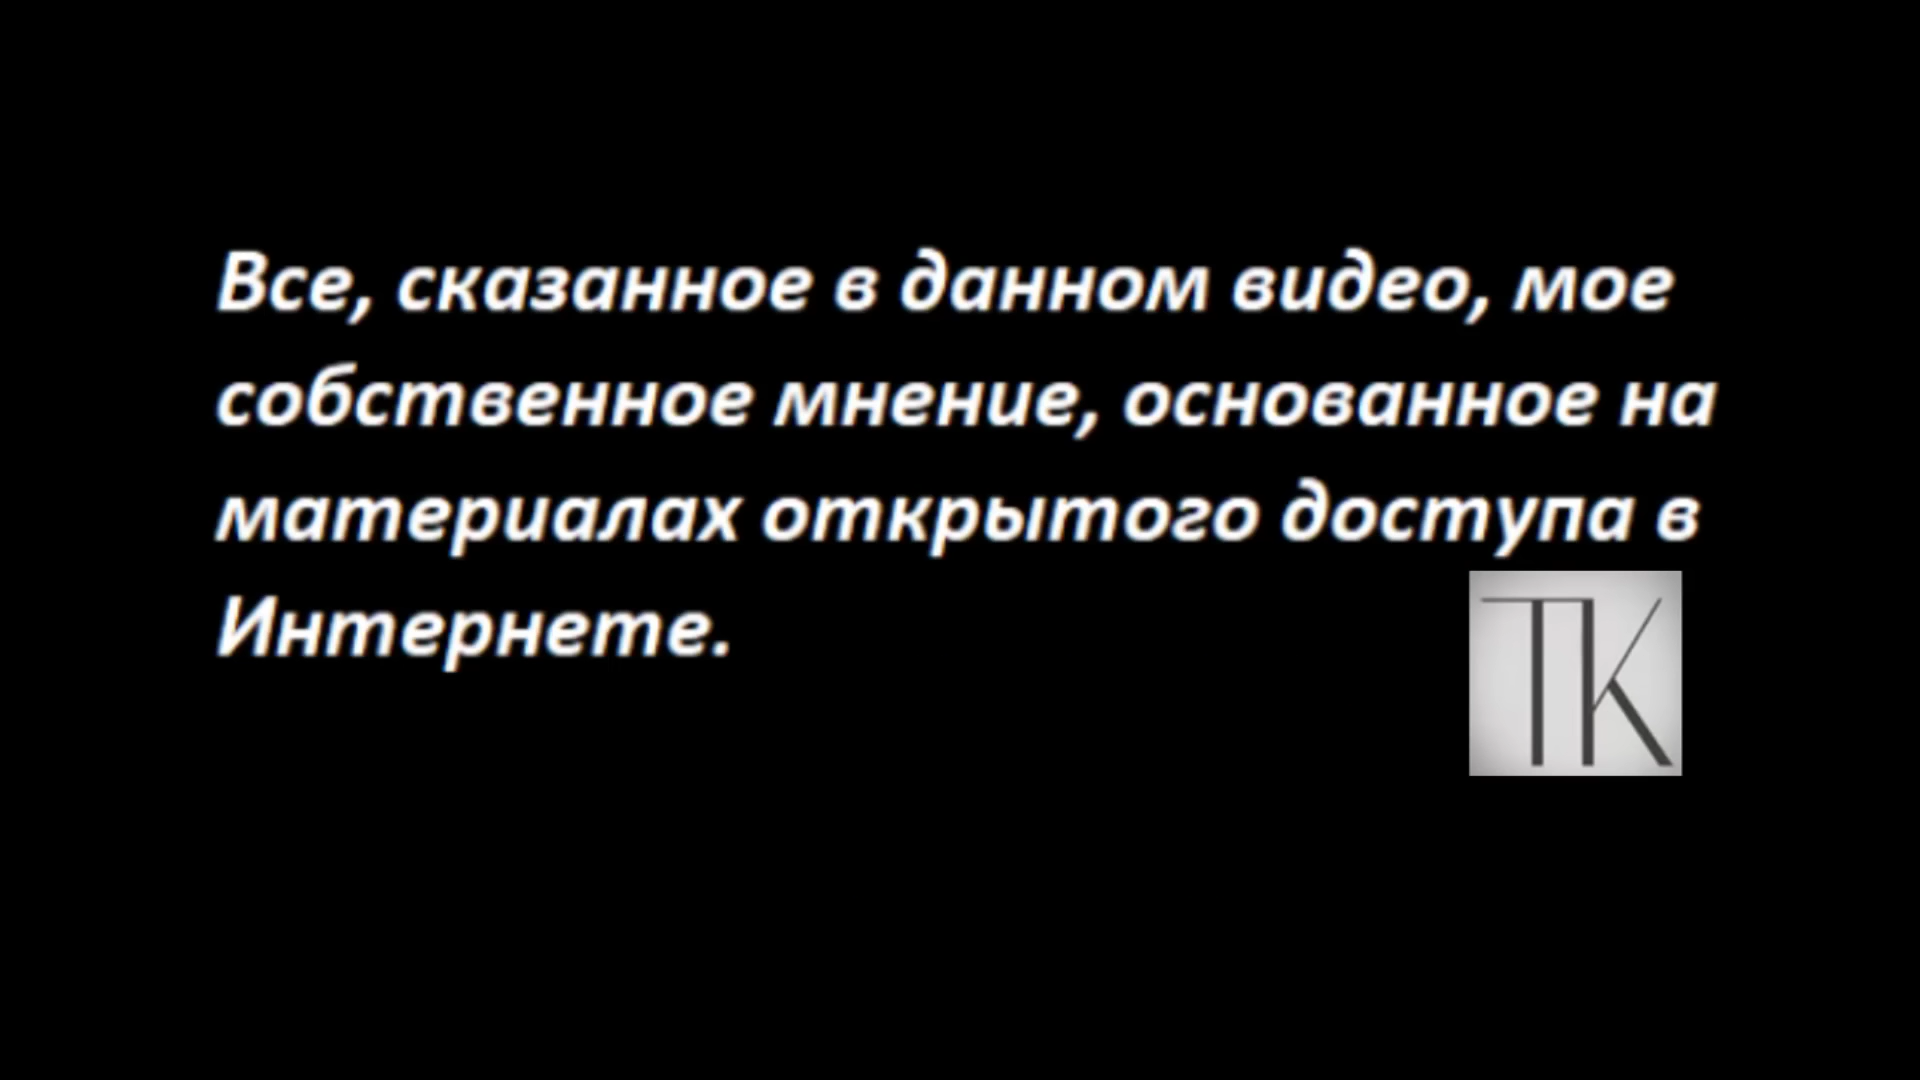 Все, сказанное в данном видео, мое
собственное мнение, основанное на
материалах открытого доступа в
Интернете.
TK